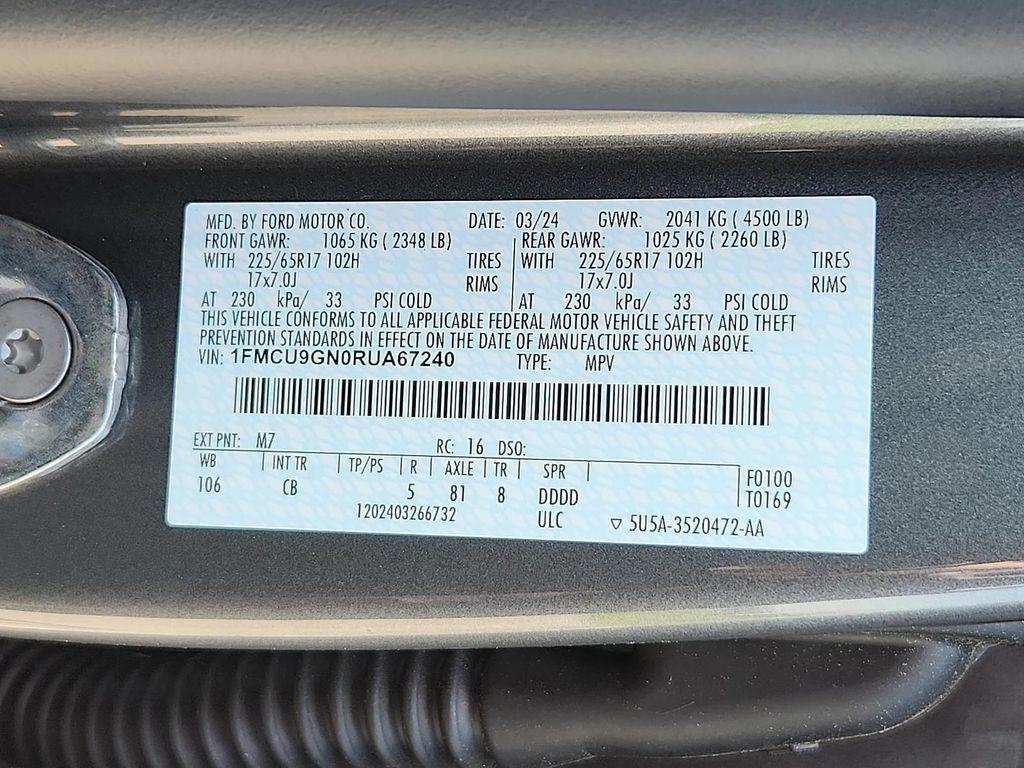 MFD. BY FORD MOTOR CO. DATE: 03/24 GVWR: 2041 KG ( 4500 LB)
FRONT GAWR: 1065 KG ( 2348 LB) REAR GAWR: 1025 KG ( 2260 LB)
WITH 225/65R17 102H TIRES WITH 225/65R17 102H TIRES
17x7.0J RIMS 17x7.0J RIMS
AT 230 kPa/ 33 PSI COLD AT 230 kPa/ 33 PSI COLD
THIS VEHICLE CONFORMS TO ALL APPLICABLE FEDERAL MOTOR VEHICLE SAFETY AND THEFT
PREVENTION STANDARDS IN EFFECT ON THE DATE OF MANUFACTURE SHOWN ABOVE.
VIN: 1FMCU9GN0RUA67240 TYPE: MPV
EXT PNT: M7 RC: 16 DSO:
WB INT TR TP/PS R AXLE TR SPR F0100
106 CB 5 81 8 DDDD T0169
1202403266732 ULC ▽ 5U5A-3520472-AA